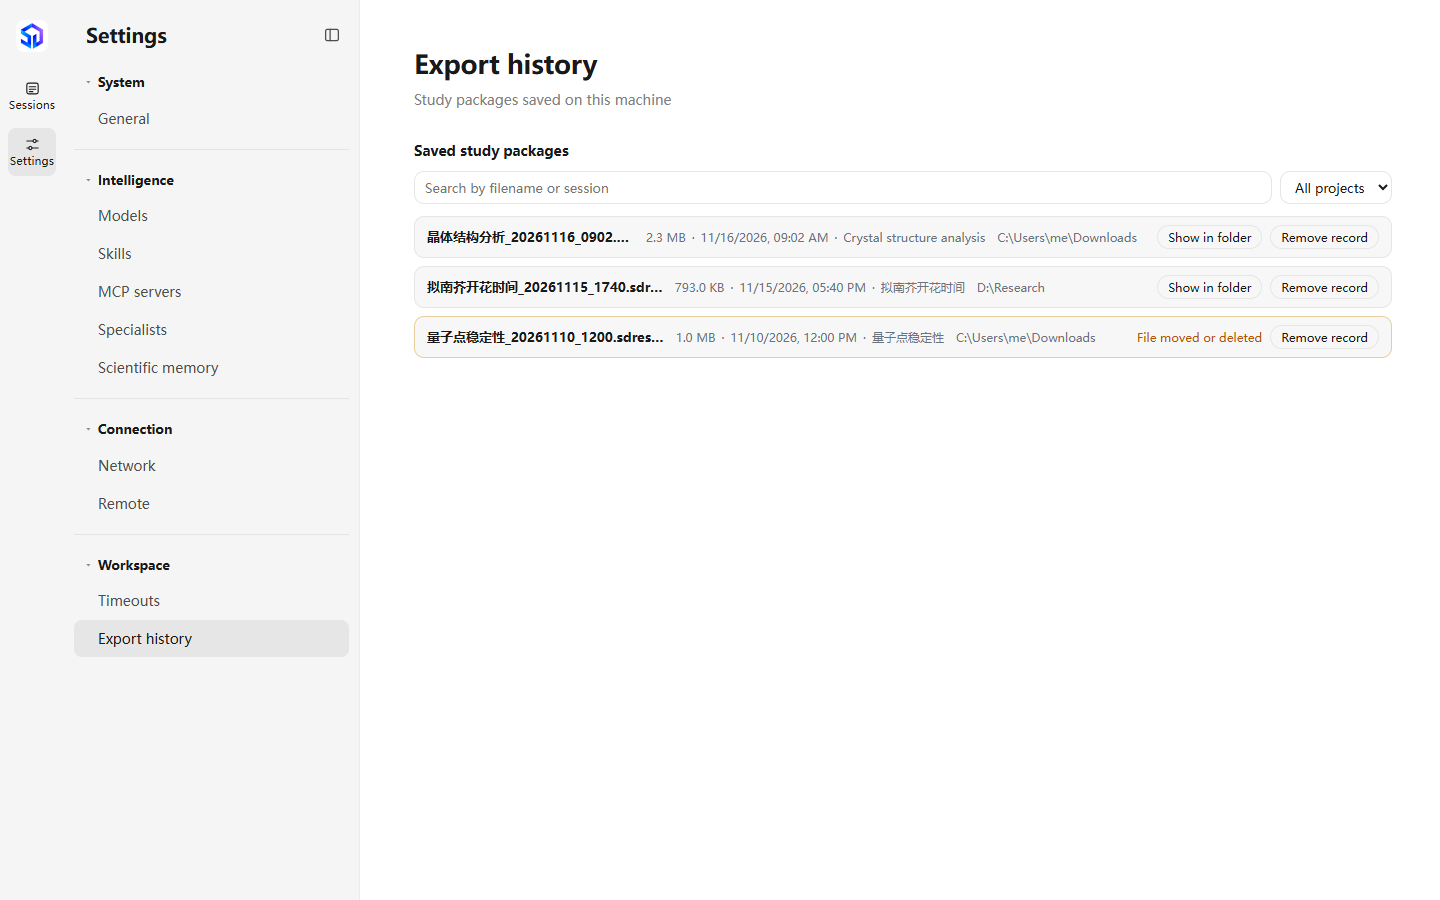 Settings
Sessions
Settings
System
General
Intelligence
Models
Skills
MCP servers
Specialists
Scientific memory
Connection
Network
Remote
Workspace
Timeouts
Export history
Export history
Study packages saved on this machine
Saved study packages
Search by filename or session
All projects
晶体结构分析_20261116_0902.... 2.3 MB · 11/16/2026, 09:02 AM · Crystal structure analysis C:\Users\me\Downloads Show in folder Remove record
拟南芥开花时间_20261115_1740.sdr... 793.0 KB · 11/15/2026, 05:40 PM · 拟南芥开花时间 D:\Research Show in folder Remove record
量子点稳定性_20261110_1200.sdres... 1.0 MB · 11/10/2026, 12:00 PM · 量子点稳定性 C:\Users\me\Downloads File moved or deleted Remove record